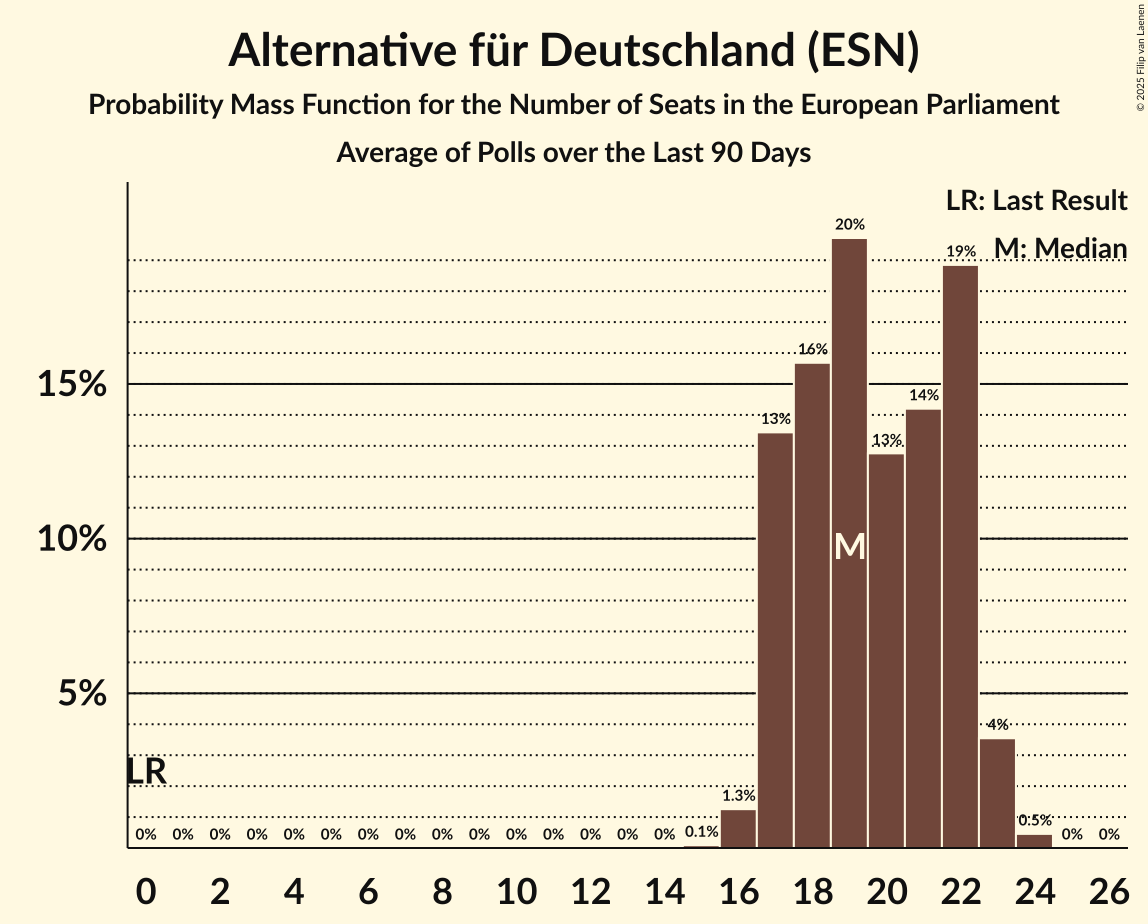 Alternative für Deutschland (ESN)
Probability Mass Function for the Number of Seats in the European Parliament
Average of Polls over the Last 90 Days
© 2025 Filip van Laenen
LR: Last Result
M: Median
20%
19%
16%
15%
14%
13%
13%
10%
M
5%
4%
LR
1.3%
0% 0% 0% 0% 0% 0% 0% 0% 0% 0% 0% 0% 0% 0% 0% 0.1% 0.5% 0% 0%
0 2 4 6 8 10 12 14 16 18 20 22 24 26